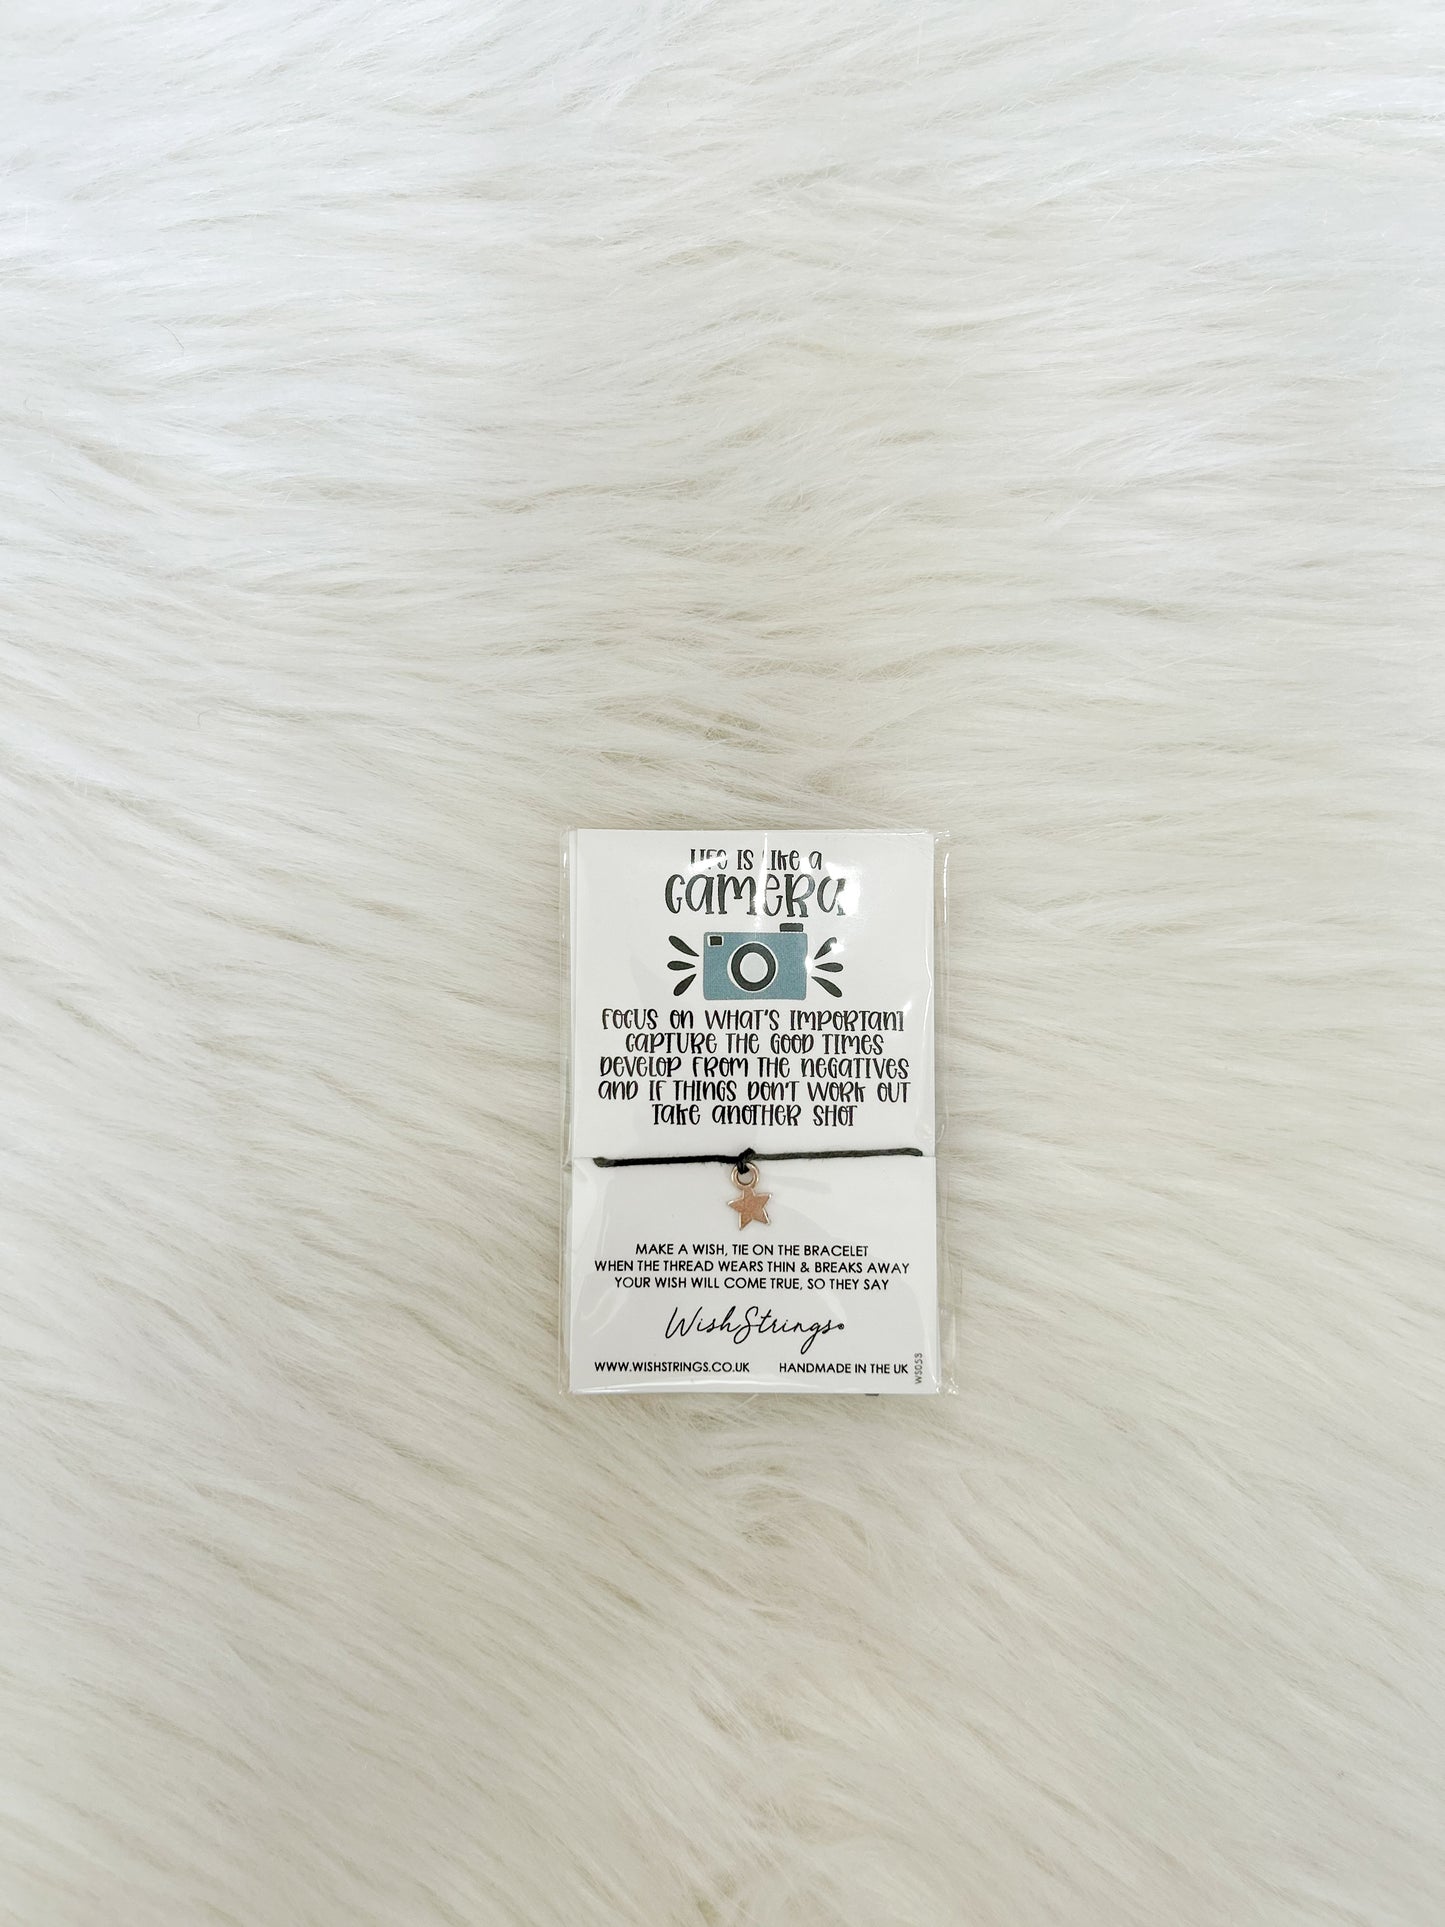 LIFE IS LIKE A
CAMERA
FOCUS ON WHAT'S IMPORTANT
CAPTURE THE GOOD TIMES
DEVELOP FROM THE NEGATIVES
AND IF THINGS DON'T WORK OUT
TAKE ANOTHER SHOT
MAKE A WISH, TIE ON THE BRACELET
WHEN THE THREAD WEARS THIN & BREAKS AWAY
YOUR WISH WILL COME TRUE, SO THEY SAY
WishStrings®
WWW.WISHSTRINGS.CO.UK HANDMADE IN THE UK
WS053